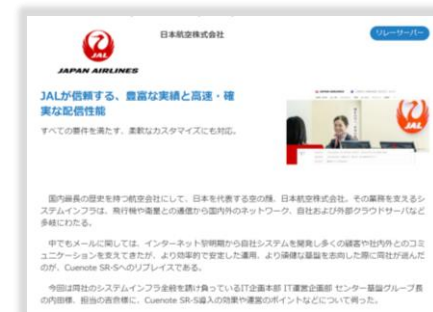 日本航空株式会社
リレーサーバー
JAL
JAPAN AIRLINES
JALが信頼する、豊富な実績と高速・確
実な配信性能
すべての要件を満たす、柔軟なカスタマイズにも対応。
JAPAN AIRLINES
JAL
国内最長の歴史を持つ航空会社にして、日本を代表する空の顔、日本航空株式会社。その業務を支えるシ
ステムインフラは、飛行機や衛星との通信から国内外のネットワーク、自社および外部クラウドサーバなど
多岐にわたる。
中でもメールに関しては、インターネット黎明期から自社システムを開発し多くの顧客や社内外とのコミ
ュニケーションを支えてきたが、より効率的で安定した運用、より頑健な基盤を志向した際に同社が選んだ
のが、Cuenote SR-Sへのリプレイスである。
今回は同社のシステムインフラ全般を請け負っているIT企画本部 IT運営企画部 センター基盤グループ長
の内田様、担当の吉倉様に、Cuenote SR-S導入の効果や運営のポイントなどについて伺った。